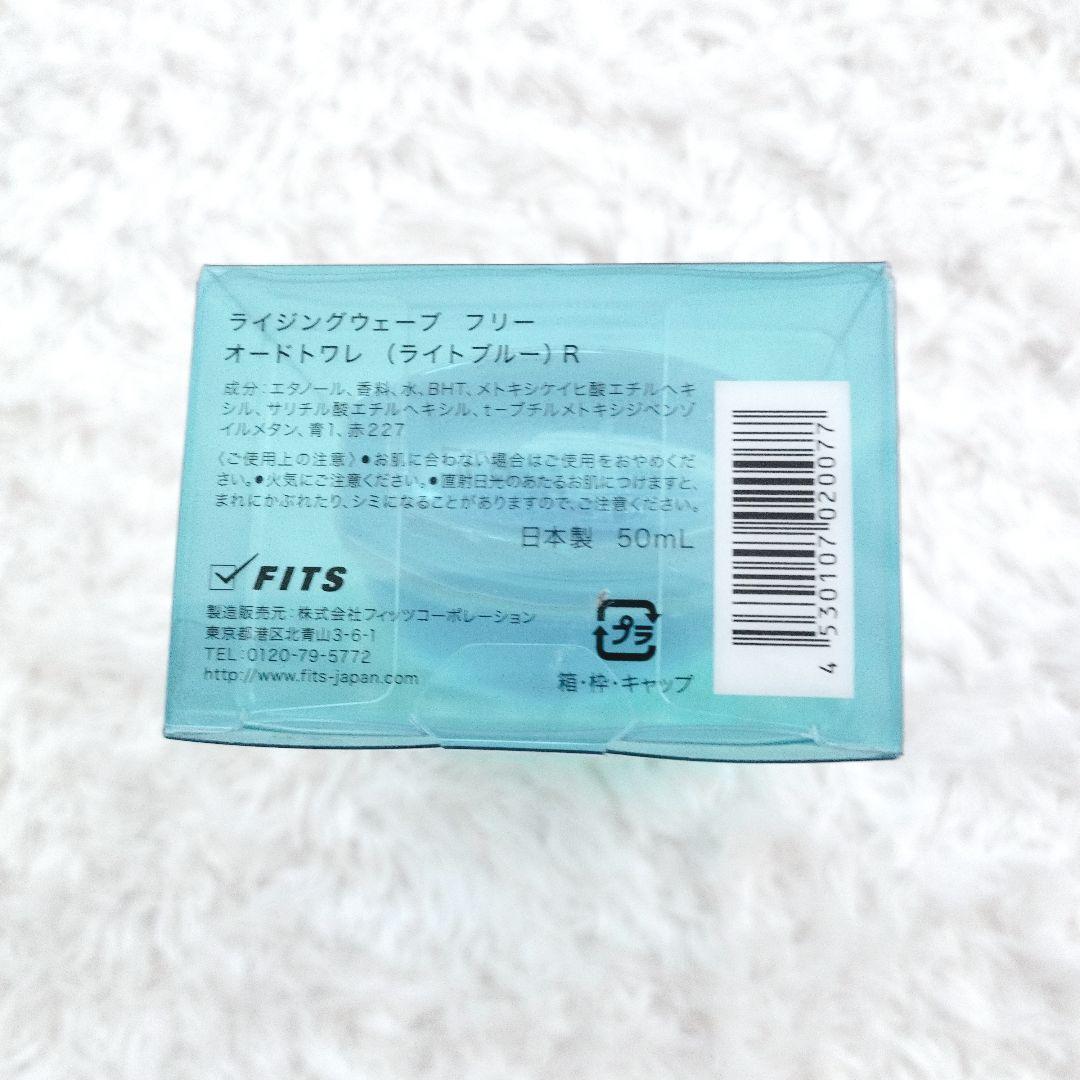 ライジングウェーブ フリー
オードトワレ (ライトブルー) R
成分:エタノール、香料、水、BHT、メトキシケイヒ酸エチルヘキ
シル、サリチル酸エチルヘキシル、t-ブチルメトキシジベンゾ
イルメタン、青1、赤227
《ご使用上の注意》●お肌に合わない場合はご使用をおやめくだ
さい。●火気にご注意ください。●直射日光のあたるお肌につけますと、
まれにかぶれたり、シミになることがありますので、ご注意ください。
日本製 50mL
FITS
製造販売元:株式会社フィッツコーポレーション
東京都港区北青山3-6-1
TEL:0120-79-5772
http://www.fits-japan.com
プラ
箱・枠・キャップ
4 530107 020077